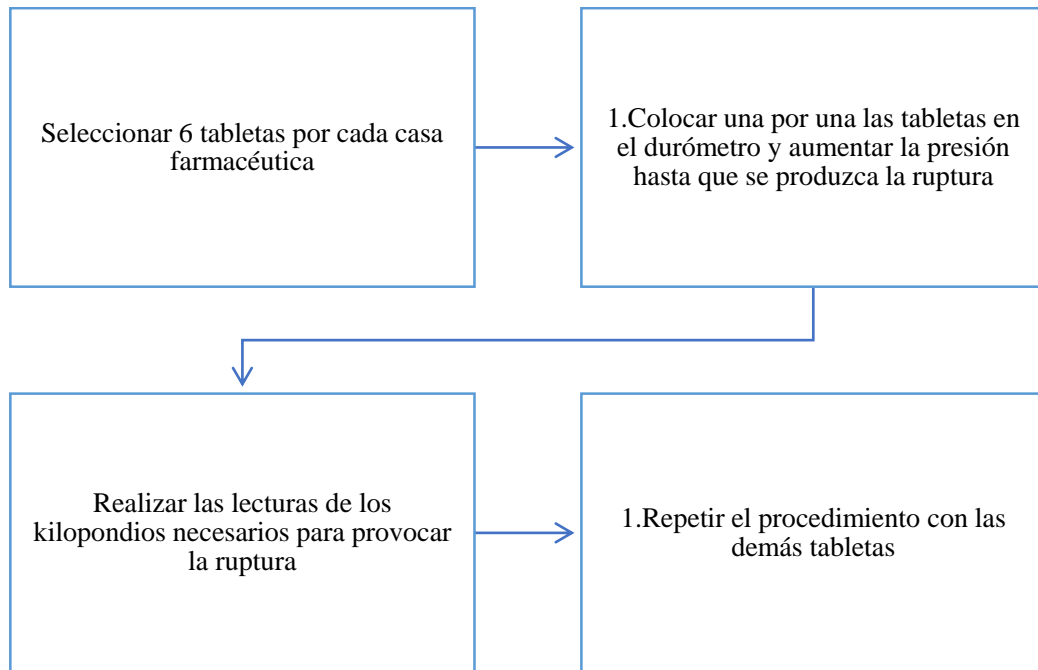 Seleccionar 6 tabletas por cada casa
farmacéutica
1.Colocar una por una las tabletas en
el durómetro y aumentar la presión
hasta que se produzca la ruptura
Realizar las lecturas de los
kilopondios necesarios para provocar
la ruptura
1.Repetir el procedimiento con las
demás tabletas